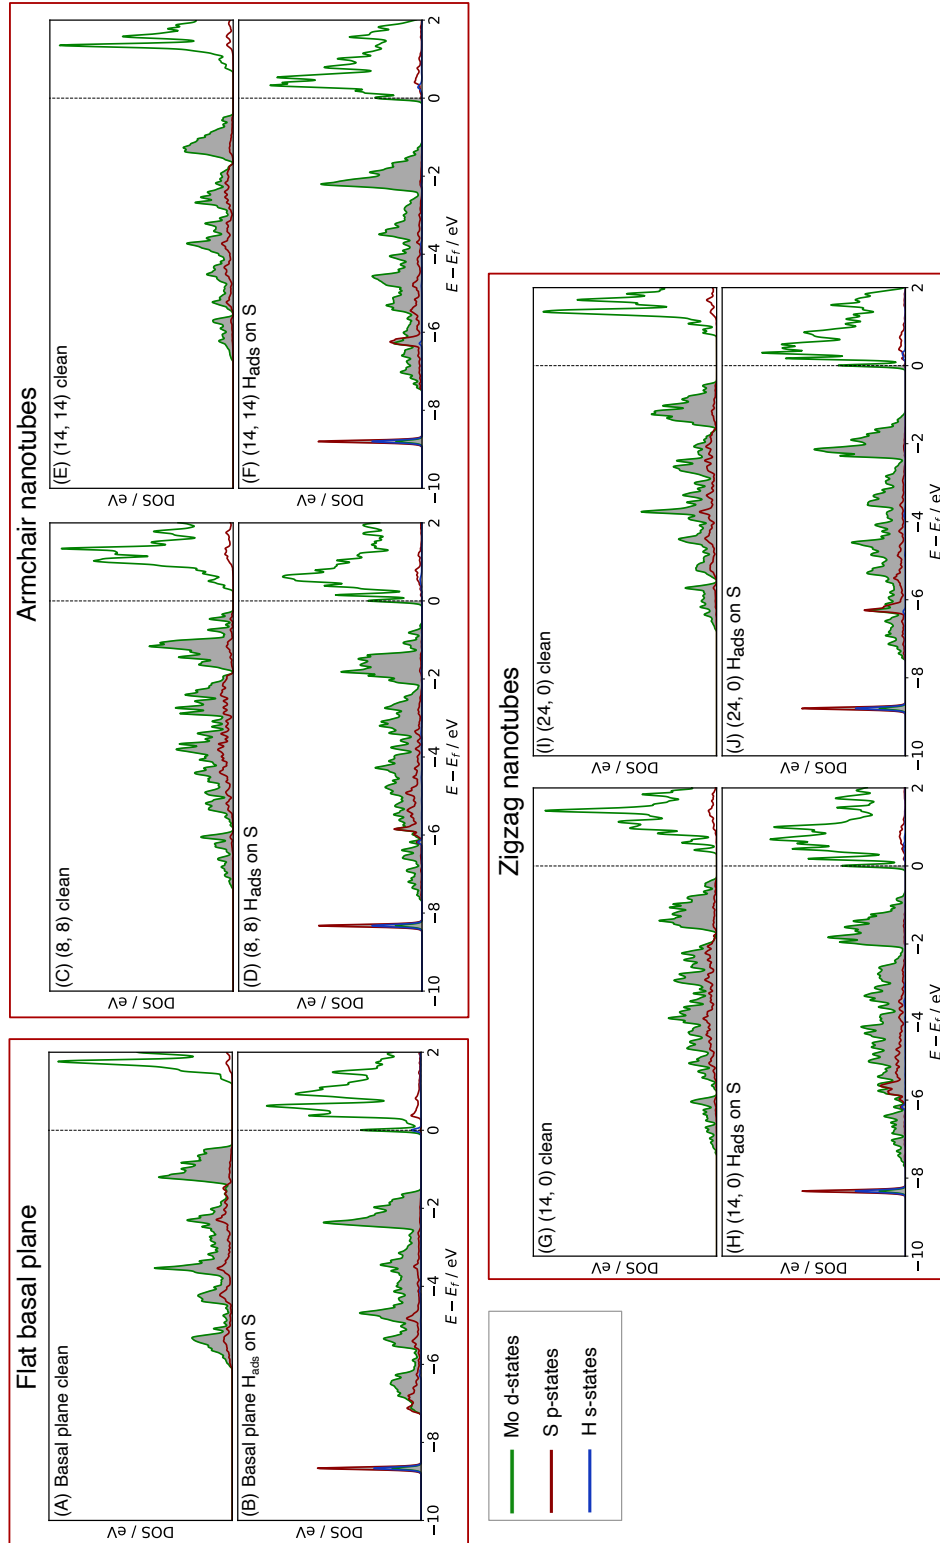 Flat basal plane
(A) Basal plane clean
DOS / eV
(B) Basal plane Hads on S
DOS / eV
−10 −8 −6 −4 −2 0 2
E − Ef / eV
Armchair nanotubes
(C) (8, 8) clean
DOS / eV
(D) (8, 8) Hads on S
DOS / eV
−10 −8 −6 −4 −2 0 2
E − Ef / eV
(E) (14, 14) clean
DOS / eV
(F) (14, 14) Hads on S
DOS / eV
−10 −8 −6 −4 −2 0 2
E − Ef / eV
Mo d-states
S p-states
H s-states
Zigzag nanotubes
(G) (14, 0) clean
DOS / eV
(H) (14, 0) Hads on S
DOS / eV
−10 −8 −6 −4 −2 0 2
E − Ef / eV
(I) (24, 0) clean
DOS / eV
(J) (24, 0) Hads on S
DOS / eV
−10 −8 −6 −4 −2 0 2
E − Ef / eV